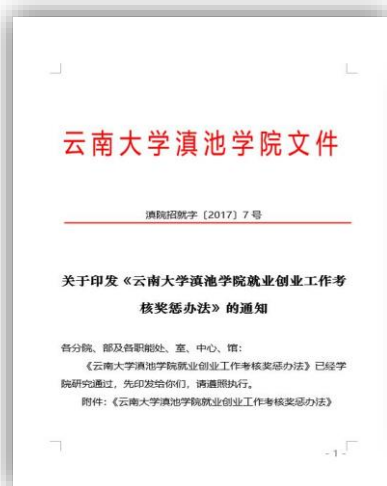 云南大学滇池学院文件
滇院招就字〔2017〕7 号
关于印发《云南大学滇池学院就业创业工作考
核奖惩办法》的通知
各分院、部及各职能处、室、中心、馆：
《云南大学滇池学院就业创业工作考核奖惩办法》已经学
院研究通过，先印发给你们，请遵照执行。
附件：《云南大学滇池学院就业创业工作考核奖惩办法》
- 1 -